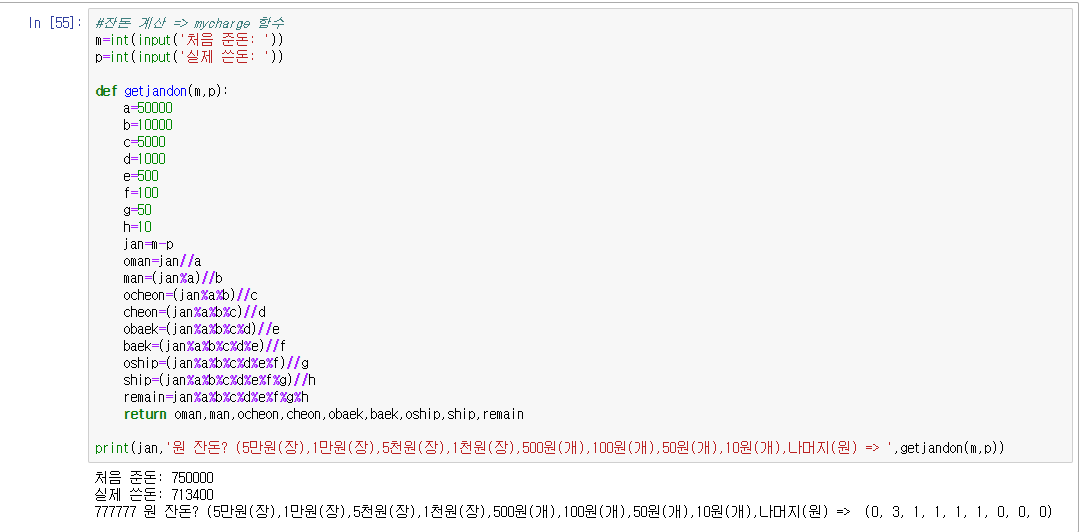 In [55]: #잔돈 계산 => mycharge 함수
m=int(input('처음 준돈: '))
p=int(input('실제 쓴돈: '))
def getjandon(m,p):
a=50000
b=10000
c=5000
d=1000
e=500
f=100
g=50
h=10
jan=m-p
oman=jan//a
man=(jan%a)//b
ocheon=(jan%a%b)//c
cheon=(jan%a%b%c)//d
obaek=(jan%a%b%c%d)//e
baek=(jan%a%b%c%d%e)//f
oship=(jan%a%b%c%d%e%f)//g
ship=(jan%a%b%c%d%e%f%g)//h
remain=jan%a%b%c%d%e%f%g%h
return oman,man,ocheon,cheon,obaek,baek,oship,ship,remain
print(jan,'원 잔돈? (5만원(장),1만원(장),5천원(장),1천원(장),500원(개),100원(개),50원(개),10원(개),나머지(원) => ',getjandon(m,p))
처음 준돈: 750000
실제 쓴돈: 713400
777777 원 잔돈? (5만원(장),1만원(장),5천원(장),1천원(장),500원(개),100원(개),50원(개),10원(개),나머지(원) =>  (0, 3, 1, 1, 1, 1, 0, 0, 0)